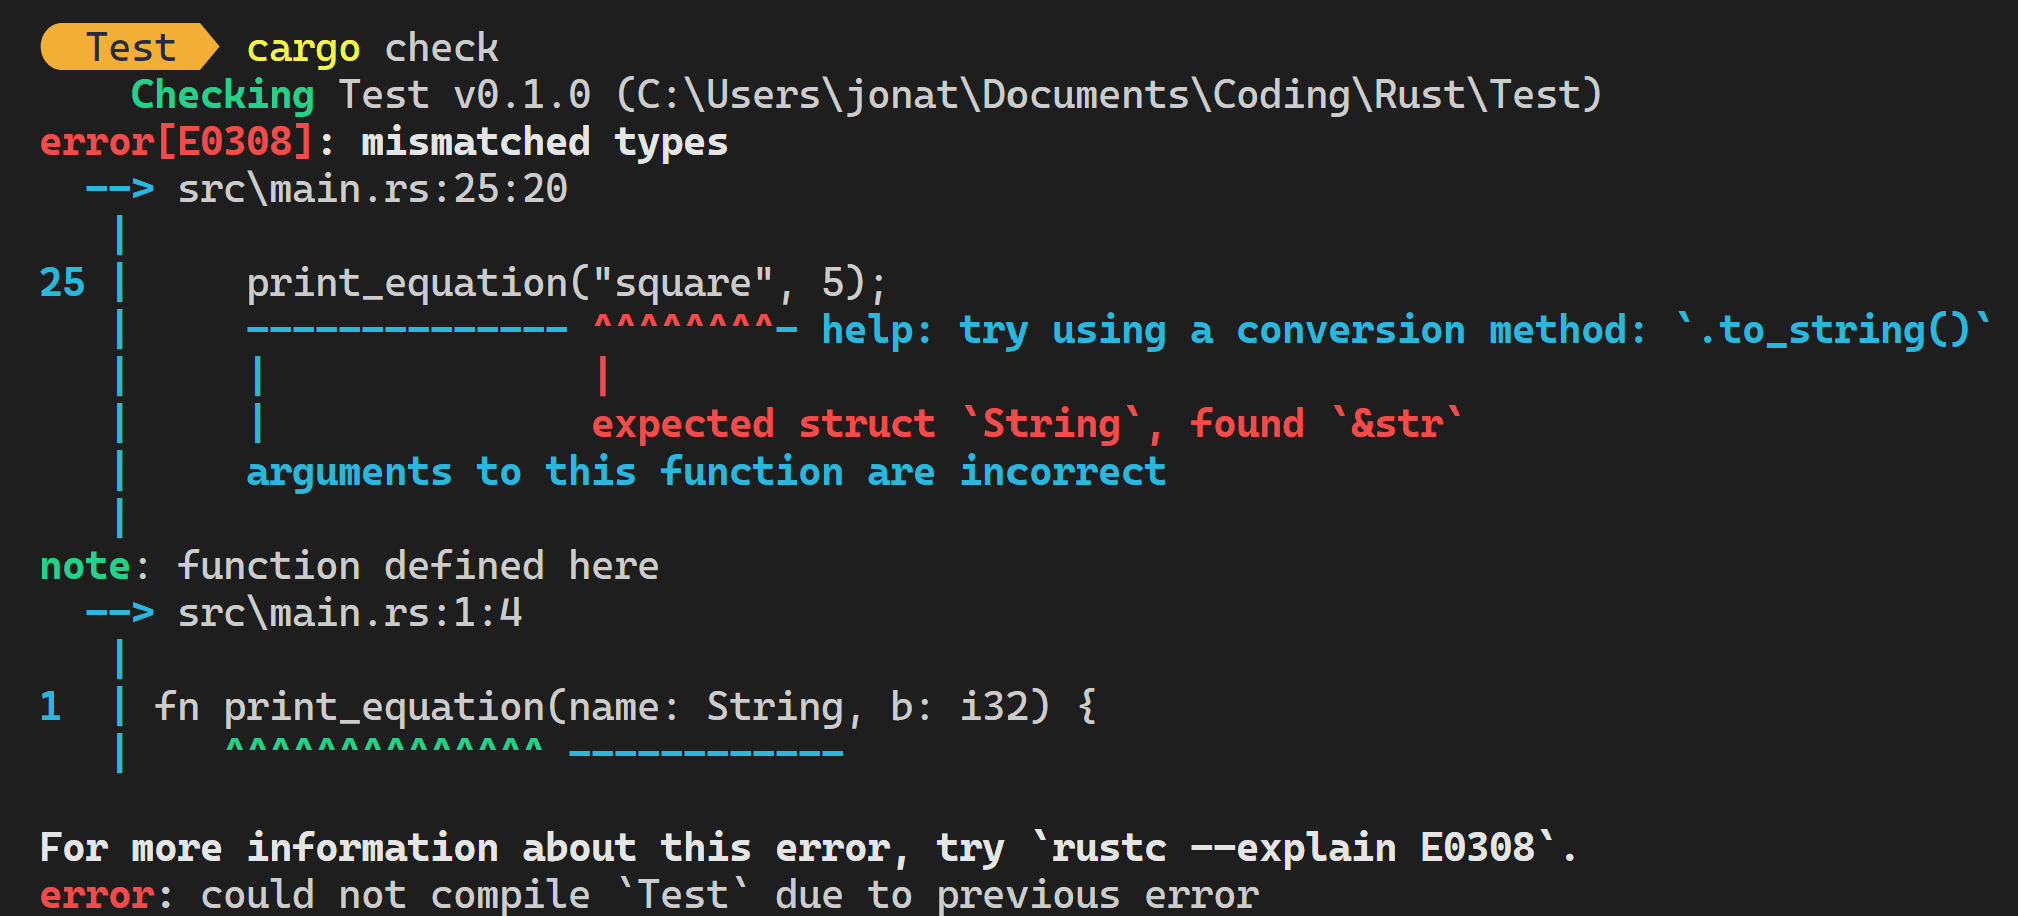 Test cargo check
    Checking Test v0.1.0 (C:\Users\jonat\Documents\Coding\Rust\Test)
error[E0308]: mismatched types
  --> src\main.rs:25:20
   |
25 |     print_equation("square", 5);
   |     -------------- ^^^^^^^^- help: try using a conversion method: `.to_string()`
   |     |              |
   |     |              expected struct `String`, found `&str`
   |     arguments to this function are incorrect
   |
note: function defined here
  --> src\main.rs:1:4
   |
1  | fn print_equation(name: String, b: i32) {
   |    ^^^^^^^^^^^^^^ ------------

For more information about this error, try `rustc --explain E0308`.
error: could not compile `Test` due to previous error